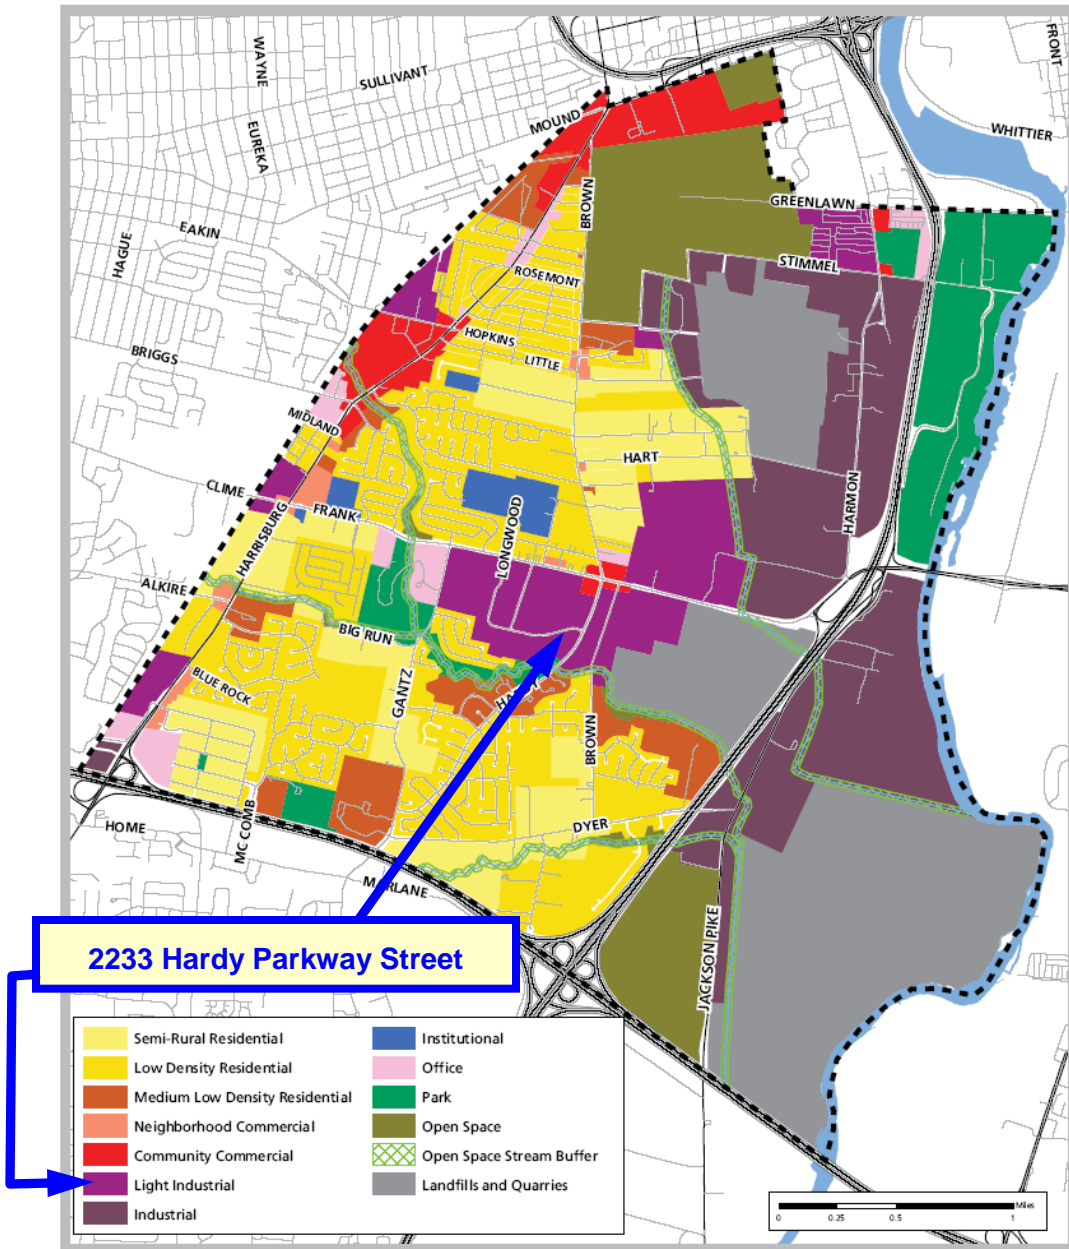 WAYNE
SULLIVANT
FRONT
EUREKA
MOUND
WHITTIER
BROWN
GREENLAWN
EAKIN
HAGUE
STIMMEL
ROSEMONT
HOPKINS
LITTLE
BRIGGS
MIDLAND
HART
CLIME
FRANK
LONGWOOD
HARMON
HARRISBURG
ALKIRE
BIG RUN
BLUE ROCK
GANTZ
HARDY
BROWN
HOME
MC COMB
DYER
MARLANE
JACKSON PIKE
2233 Hardy Parkway Street
Semi-Rural Residential
Low Density Residential
Medium Low Density Residential
Neighborhood Commercial
Community Commercial
Light Industrial
Industrial
Institutional
Office
Park
Open Space
Open Space Stream Buffer
Landfills and Quarries
Miles
0 0.25 0.5 1